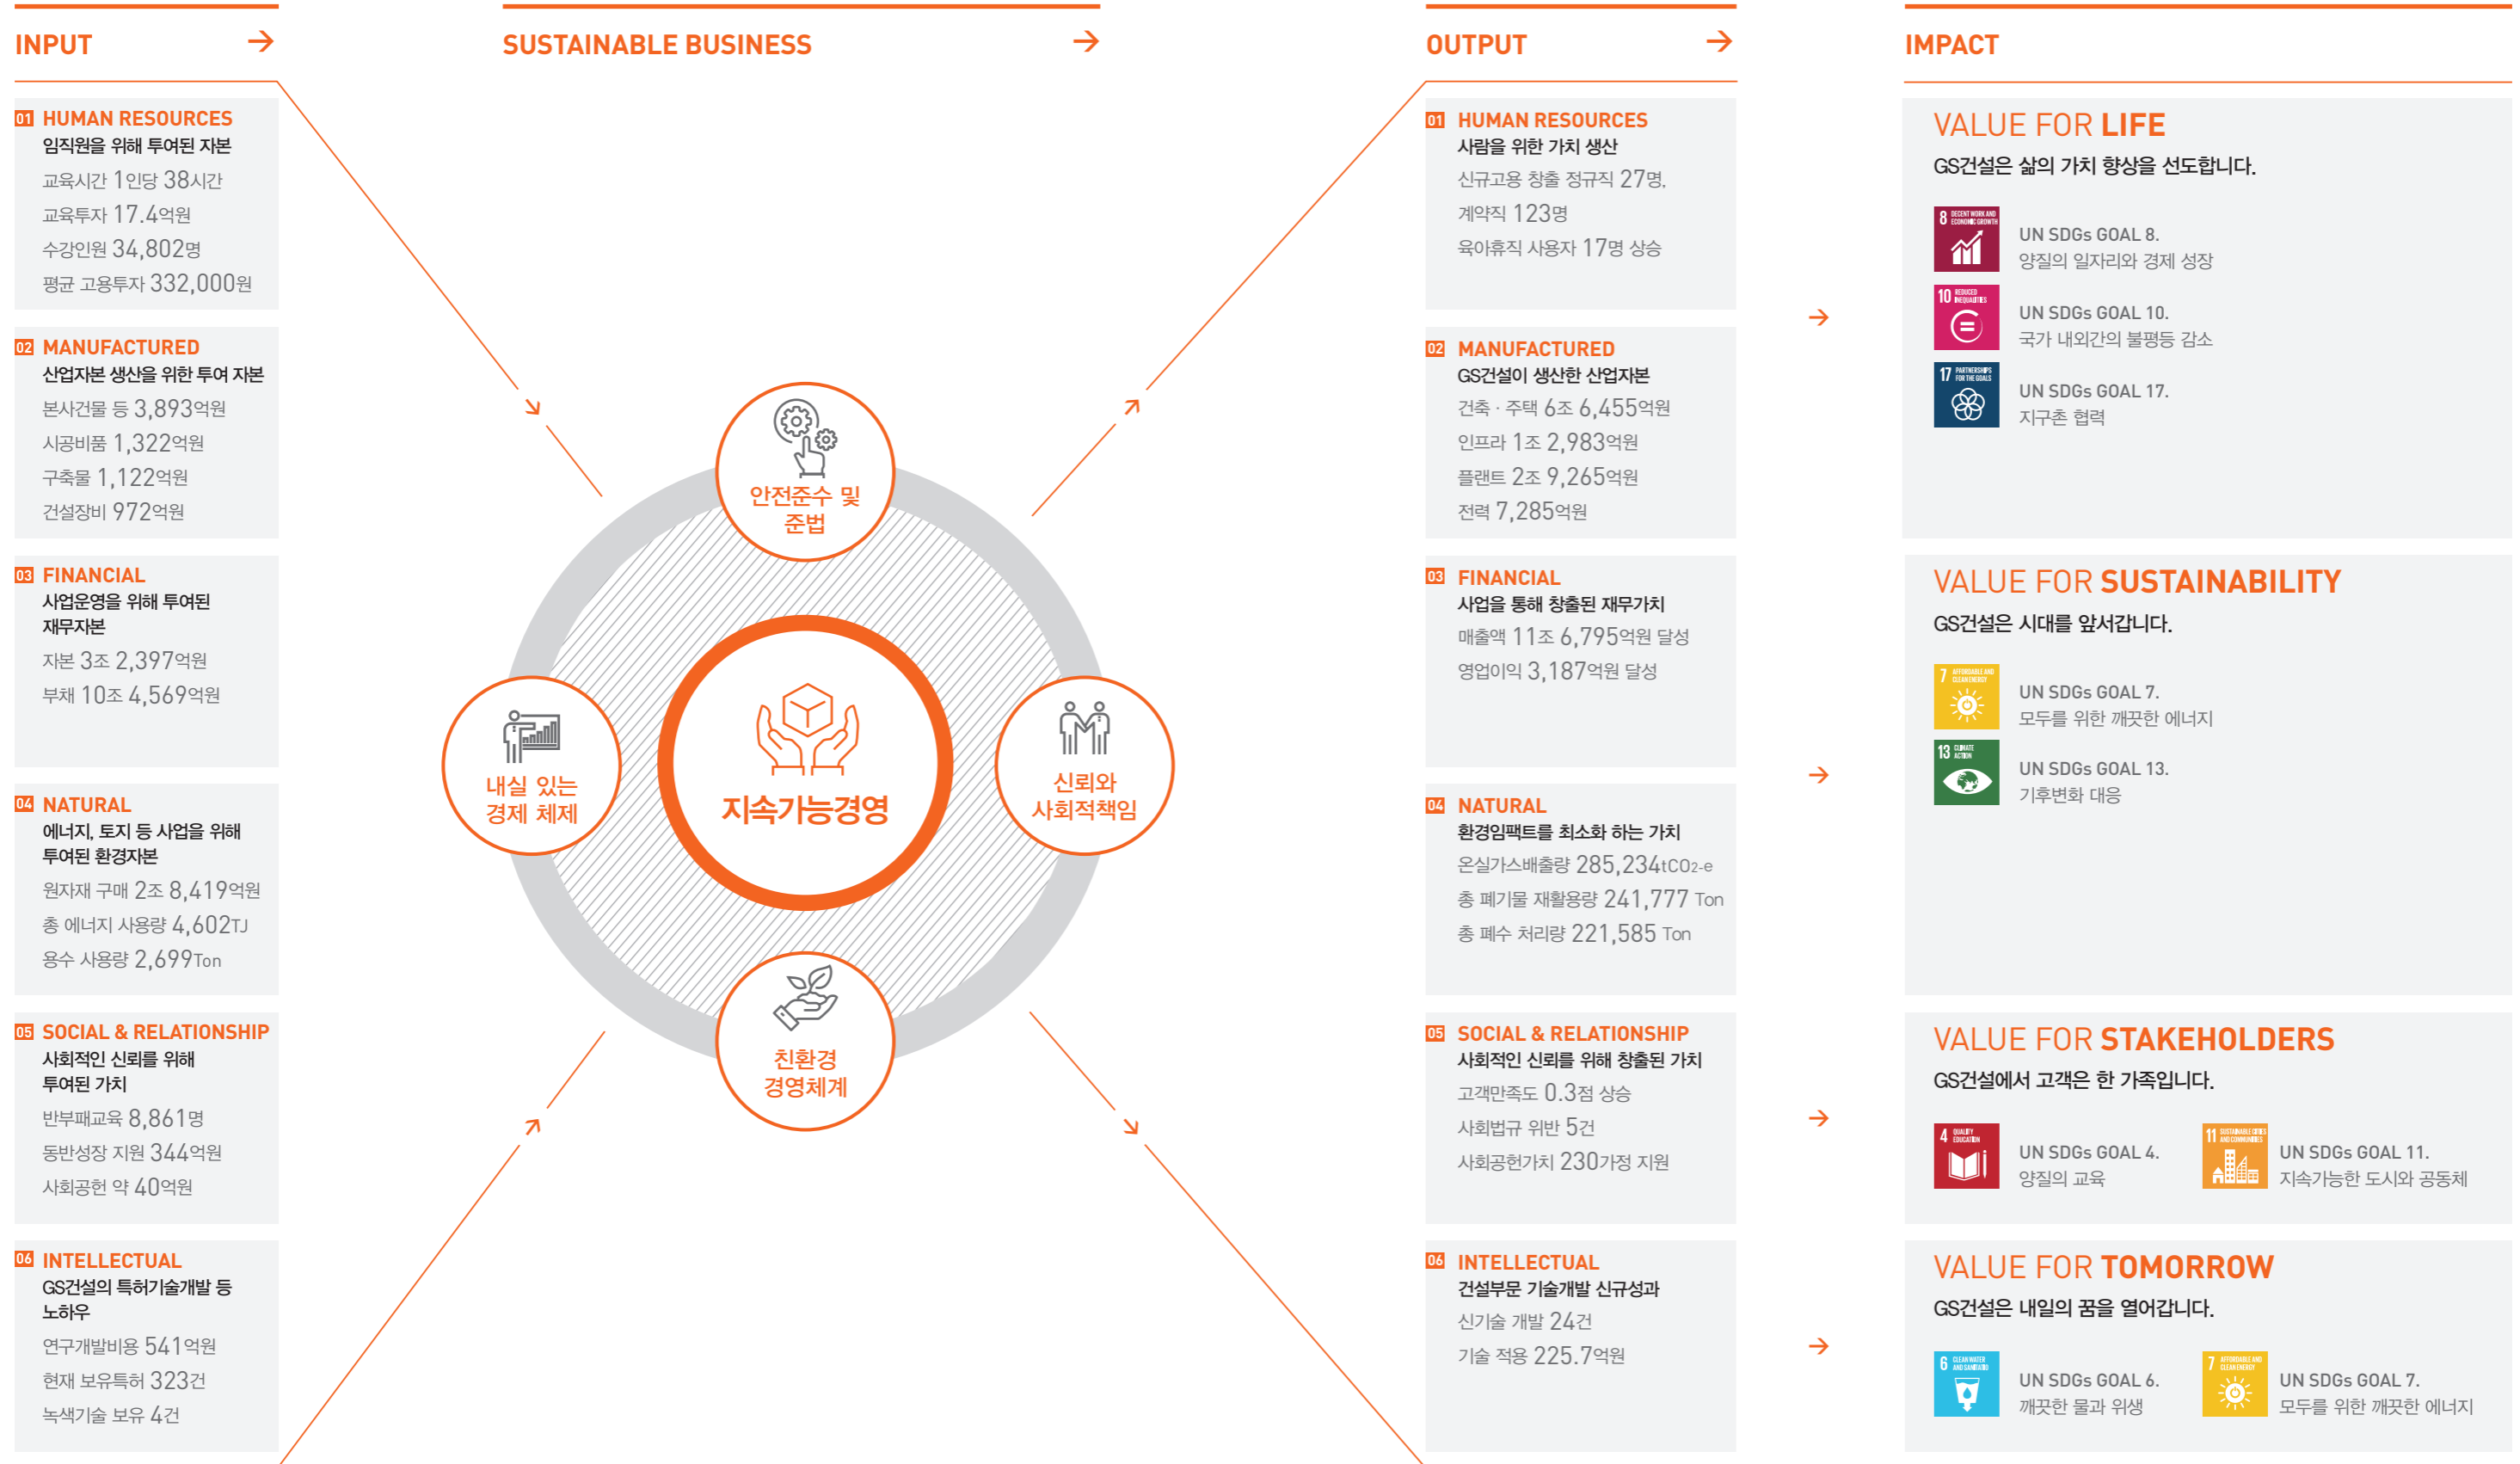 INPUT
01 HUMAN RESOURCES
임직원을 위해 투여된 자본
교육시간 1인당 38시간
교육투자 17.4억원
수강인원 34,802명
평균 고용투자 332,000원
02 MANUFACTURED
산업자본 생산을 위한 투여 자본
본사건물 등 3,893억원
시공비품 1,322억원
구축물 1,122억원
건설장비 972억원
03 FINANCIAL
사업운영을 위해 투여된
재무자본
자본 3조 2,397억원
부채 10조 4,569억원
04 NATURAL
에너지, 토지 등 사업을 위해
투여된 환경자본
원자재 구매 2조 8,419억원
총 에너지 사용량 4,602TJ
용수 사용량 2,699Ton
05 SOCIAL & RELATIONSHIP
사회적인 신뢰를 위해
투여된 가치
반부패교육 8,861명
동반성장 지원 344억원
사회공헌 약 40억원
06 INTELLECTUAL
GS건설의 특허기술개발 등
노하우
연구개발비용 541억원
현재 보유특허 323건
녹색기술 보유 4건
SUSTAINABLE BUSINESS
안전준수 및
준법
내실 있는
경제 체제
지속가능경영
신뢰와
사회적책임
친환경
경영체계
OUTPUT
01 HUMAN RESOURCES
사람을 위한 가치 생산
신규고용 창출 정규직 27명,
계약직 123명
육아휴직 사용자 17명 상승
02 MANUFACTURED
GS건설이 생산한 산업자본
건축 · 주택 6조 6,455억원
인프라 1조 2,983억원
플랜트 2조 9,265억원
전력 7,285억원
03 FINANCIAL
사업을 통해 창출된 재무가치
매출액 11조 6,795억원 달성
영업이익 3,187억원 달성
04 NATURAL
환경임팩트를 최소화 하는 가치
온실가스배출량 285,234tCO2-e
총 폐기물 재활용량 241,777 Ton
총 폐수 처리량 221,585 Ton
05 SOCIAL & RELATIONSHIP
사회적인 신뢰를 위해 창출된 가치
고객만족도 0.3점 상승
사회법규 위반 5건
사회공헌가치 230가정 지원
06 INTELLECTUAL
건설부문 기술개발 신규성과
신기술 개발 24건
기술 적용 225.7억원
IMPACT
VALUE FOR LIFE
GS건설은 삶의 가치 향상을 선도합니다.
8 DECENT WORK AND
ECONOMIC GROWTH
UN SDGs GOAL 8.
양질의 일자리와 경제 성장
10 REDUCED
INEQUALITIES
UN SDGs GOAL 10.
국가 내외간의 불평등 감소
17 PARTNERSHIPS
FOR THE GOALS
UN SDGs GOAL 17.
지구촌 협력
VALUE FOR SUSTAINABILITY
GS건설은 시대를 앞서갑니다.
7 AFFORDABLE AND
CLEAN ENERGY
UN SDGs GOAL 7.
모두를 위한 깨끗한 에너지
13 CLIMATE
ACTION
UN SDGs GOAL 13.
기후변화 대응
VALUE FOR STAKEHOLDERS
GS건설에서 고객은 한 가족입니다.
4 QUALITY
EDUCATION
UN SDGs GOAL 4.
양질의 교육
11 SUSTAINABLE CITIES
AND COMMUNITIES
UN SDGs GOAL 11.
지속가능한 도시와 공동체
VALUE FOR TOMORROW
GS건설은 내일의 꿈을 열어갑니다.
6 CLEAN WATER
AND SANITATION
UN SDGs GOAL 6.
깨끗한 물과 위생
7 AFFORDABLE AND
CLEAN ENERGY
UN SDGs GOAL 7.
모두를 위한 깨끗한 에너지